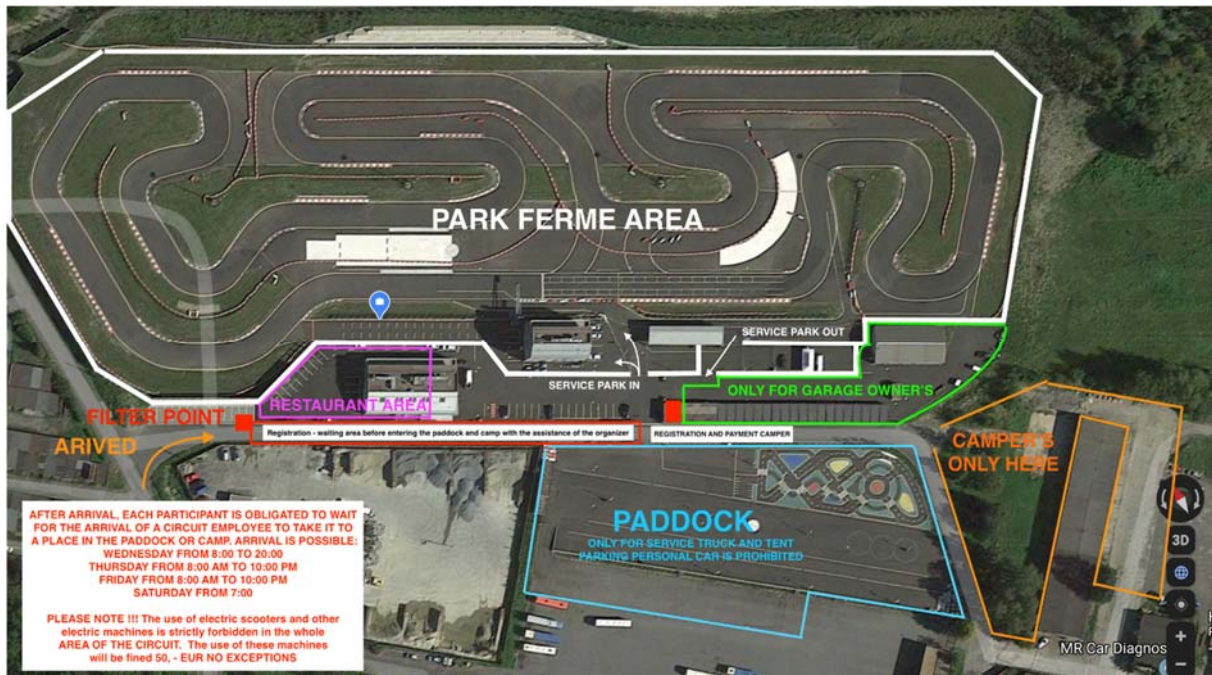 PARK FERME AREA
SERVICE PARK OUT
SERVICE PARK IN
ONLY FOR GARAGE OWNER'S
RESTAURANT AREA
FILTER POINT
ARIVED
Registration - waiting area before entering the paddock and camp with the assistance of the organizer
REGISTRATION AND PAYMENT CAMPER
CAMPER'S
ONLY HERE
PADDOCK
ONLY FOR SERVICE TRUCK AND TENT
PARKING PERSONAL CAR IS PROHIBITED
AFTER ARRIVAL, EACH PARTICIPANT IS OBLIGATED TO WAIT
FOR THE ARRIVAL OF A CIRCUIT EMPLOYEE TO TAKE IT TO
A PLACE IN THE PADDOCK OR CAMP. ARRIVAL IS POSSIBLE:
WEDNESDAY FROM 8:00 TO 20:00
THURSDAY FROM 8:00 AM TO 10:00 PM
FRIDAY FROM 8:00 AM TO 10:00 PM
SATURDAY FROM 7:00
PLEASE NOTE !!! The use of electric scooters and other
electric machines is strictly forbidden in the whole
AREA OF THE CIRCUIT. The use of these machines
will be fined 50, - EUR NO EXCEPTIONS
3D
MR Car Diagnos